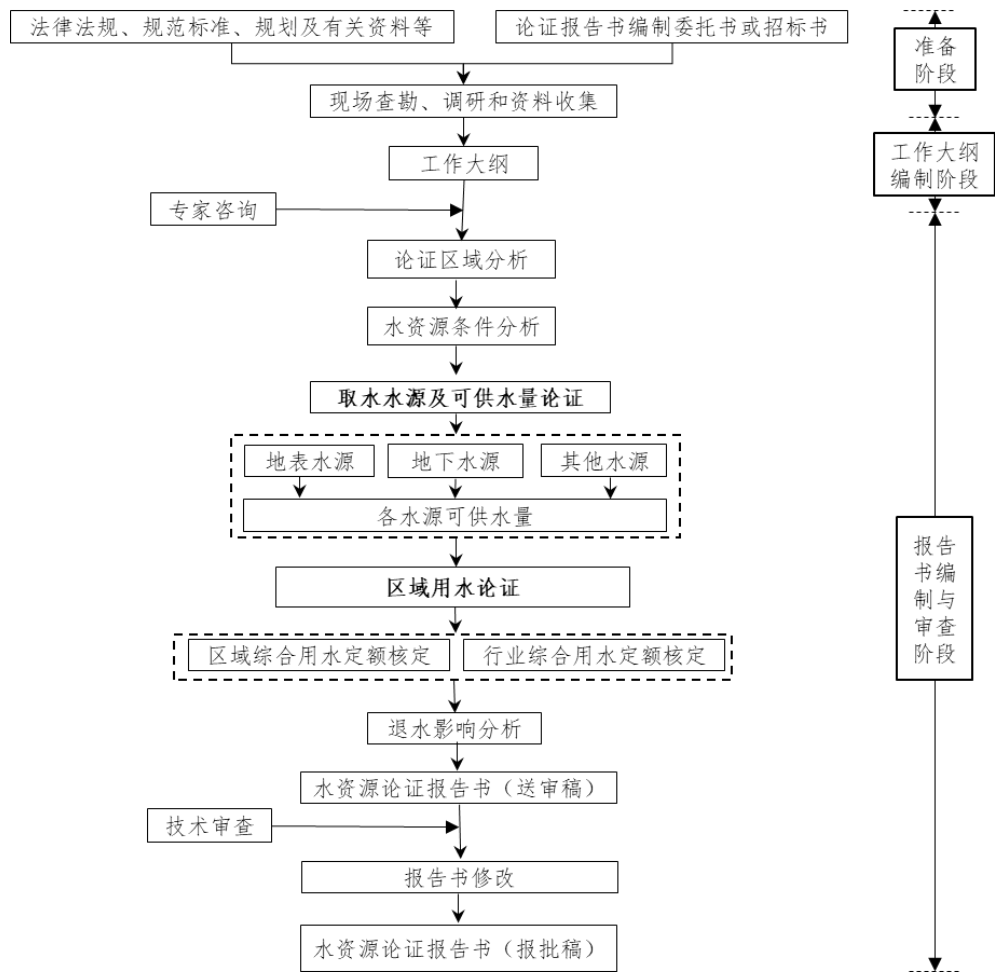 法律法规、规范标准、规划及有关资料等
论证报告书编制委托书或招标书
准备
阶段
现场查勘、调研和资料收集
工作大纲
工作大纲
编制阶段
专家咨询
论证区域分析
水资源条件分析
取水水源及可供水量论证
地表水源
地下水源
其他水源
各水源可供水量
区域用水论证
区域综合用水定额核定
行业综合用水定额核定
报告
书编
制与
审查
阶段
退水影响分析
水资源论证报告书（送审稿）
技术审查
报告书修改
水资源论证报告书（报批稿）